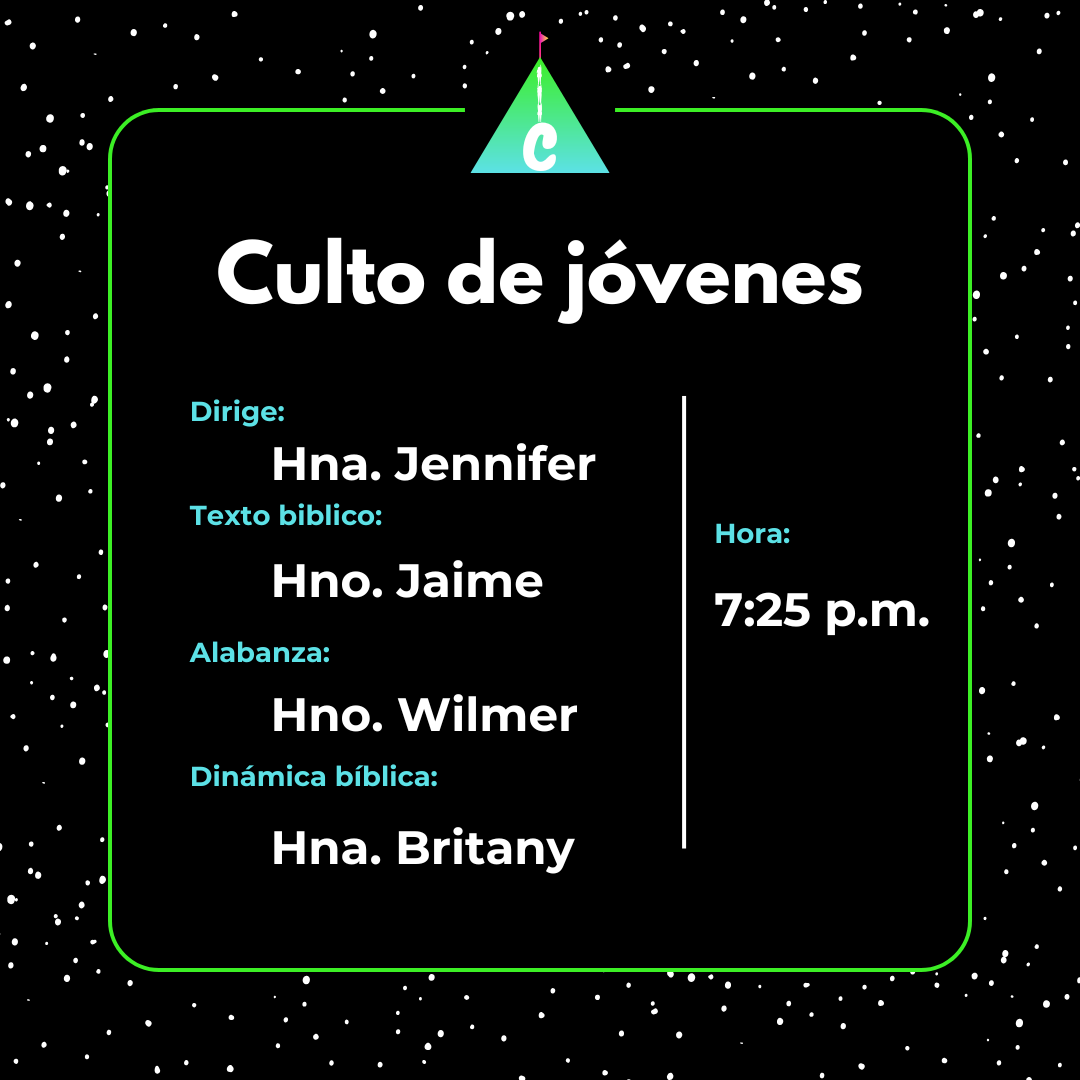 C
Culto de jóvenes
Dirige:
Hna. Jennifer
Texto biblico:
Hno. Jaime
Alabanza:
Hno. Wilmer
Dinámica bíblica:
Hna. Britany
Hora:
7:25 p.m.